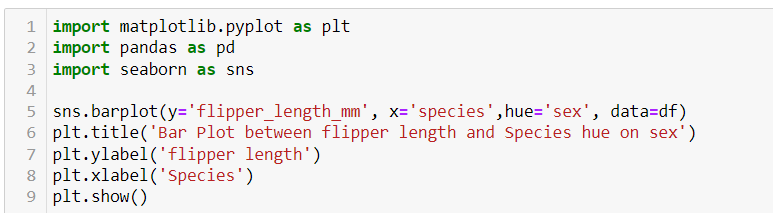 1 import matplotlib.pyplot as plt
2 import pandas as pd
3 import seaborn as sns
4
5 sns.barplot(y='flipper_length_mm', x='species',hue='sex', data=df)
6 plt.title('Bar Plot between flipper length and Species hue on sex')
7 plt.ylabel('flipper length')
8 plt.xlabel('Species')
9 plt.show()